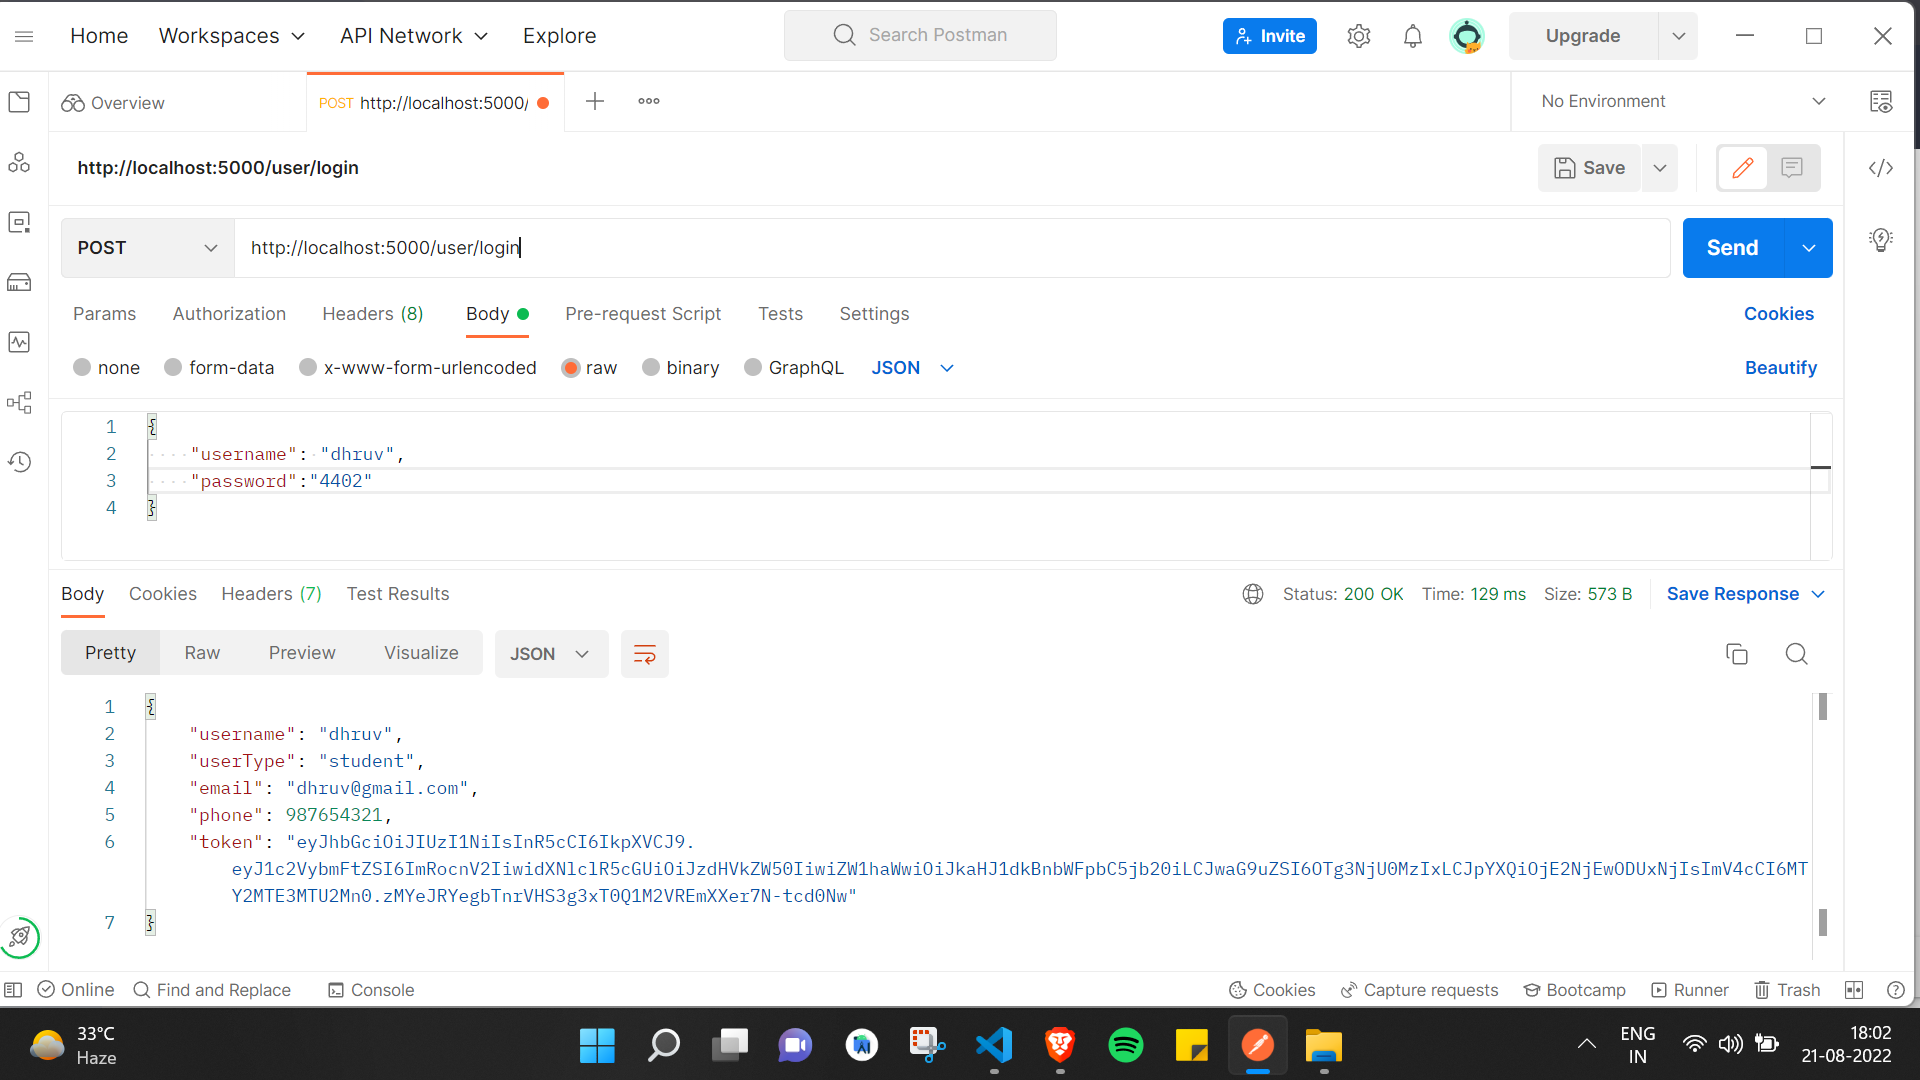 Home Workspaces API Network Explore Search Postman Invite Upgrade
Overview POST http://localhost:5000/ No Environment
http://localhost:5000/user/login Save
POST http://localhost:5000/user/login Send
Params Authorization Headers (8) Body Pre-request Script Tests Settings Cookies
none form-data x-www-form-urlencoded raw binary GraphQL JSON Beautify
1 {
2 "username": "dhruv",
3 "password":"4402"
4 }
Body Cookies Headers (7) Test Results Status: 200 OK Time: 129 ms Size: 573 B Save Response
Pretty Raw Preview Visualize JSON
1 {
2 "username": "dhruv",
3 "userType": "student",
4 "email": "dhruv@gmail.com",
5 "phone": 987654321,
6 "token": "eyJhbGciOiJIUzI1NiIsInR5cCI6IkpXVCJ9.
eyJ1c2VybmFtZSI6ImRocnV2IiwidXNlclR5cGUiOiJzdHVkZW50IiwiZW1haWwiOiJkaHJ1dkBnbWFpbC5jb20iLCJwaG9uZSI6OTg3NjU0MzIxLCJpYXQiOjE2NjEwODUxNjIsImV4cCI6MT
Y2MTE3MTU2Mn0.zMYeJRYegbTnrVHS3g3xT0Q1M2VREmXXer7N-tcd0Nw"
7 }
Online Find and Replace Console Cookies Capture requests Bootcamp Runner Trash
33°C
Haze
ENG
IN
18:02
21-08-2022